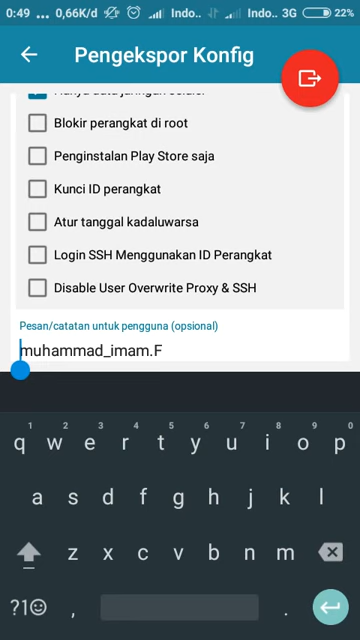 0:49 ... 0,66K/d Indo.. Indo.. 3G 22%
Pengekspor Konfig
Hanya data jaringan seluler
Blokir perangkat di root
Penginstalan Play Store saja
Kunci ID perangkat
Atur tanggal kadaluwarsa
Login SSH Menggunakan ID Perangkat
Disable User Overwrite Proxy & SSH
Pesan/catatan untuk pengguna (opsional)
muhammad_imam.F
1 2 3 4 5 6 7 8 9 0
q w e r t y u i o p
a s d f g h j k l
z x c v b n m
?1☺ , .